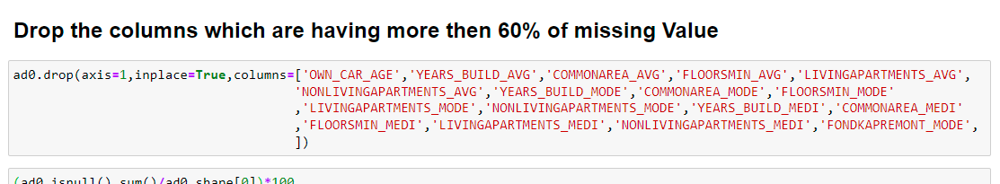 Drop the columns which are having more then 60% of missing Value
ad0.drop(axis=1,inplace=True,columns=['OWN_CAR_AGE','YEARS_BUILD_AVG','COMMONAREA_AVG','FLOORSMIN_AVG','LIVINGAPARTMENTS_AVG',
'NONLIVINGAPARTMENTS_AVG','YEARS_BUILD_MODE','COMMONAREA_MODE','FLOORSMIN_MODE'
,'LIVINGAPARTMENTS_MODE','NONLIVINGAPARTMENTS_MODE','YEARS_BUILD_MEDI','COMMONAREA_MEDI'
,'FLOORSMIN_MEDI','LIVINGAPARTMENTS_MEDI','NONLIVINGAPARTMENTS_MEDI','FONDKAPREMONT_MODE',
])
(ad0.isnull().sum()/ad0.shape[0])*100